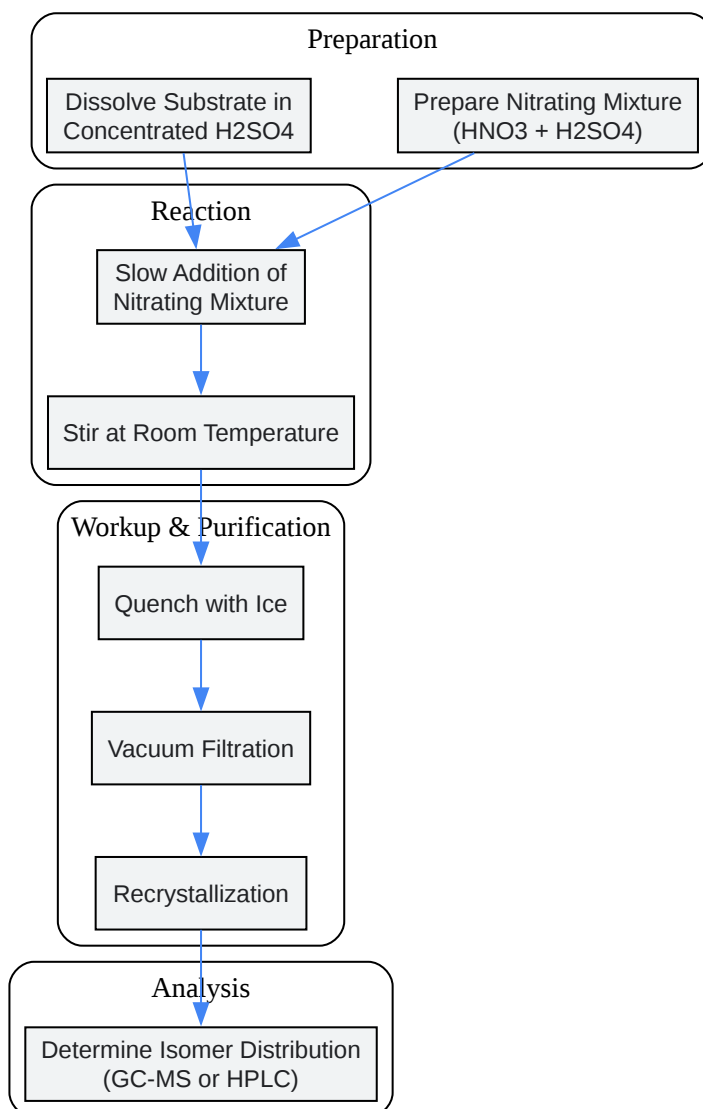 Preparation
Dissolve Substrate in
Concentrated H2SO4
Prepare Nitrating Mixture
(HNO3 + H2SO4)
Reaction
Slow Addition of
Nitrating Mixture
Stir at Room Temperature
Workup & Purification
Quench with Ice
Vacuum Filtration
Recrystallization
Analysis
Determine Isomer Distribution
(GC-MS or HPLC)